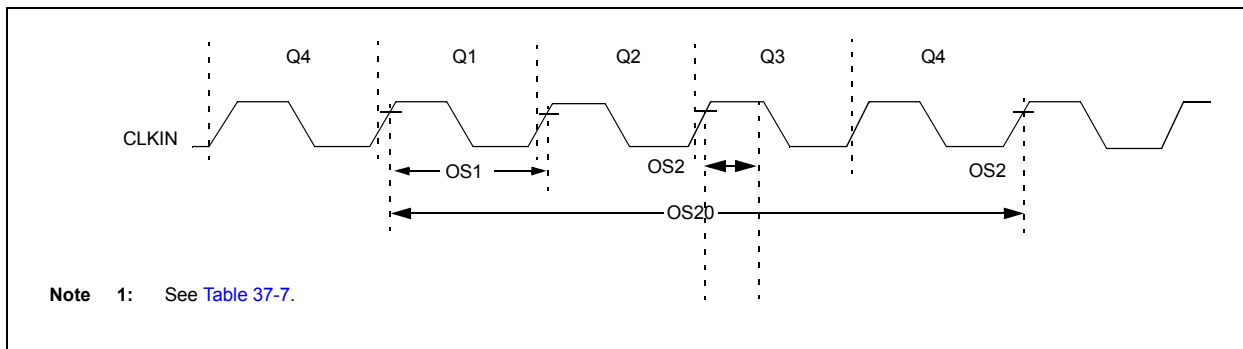 Q4 Q1 Q2 Q3 Q4
CLKIN
OS1 OS2 OS2
OS20
Note 1: See Table 37-7.